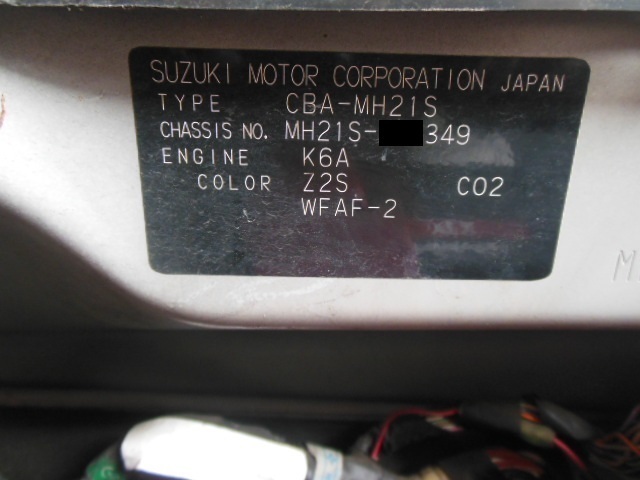 SUZUKI MOTOR CORPORATION JAPAN
TYPE CBA-MH21S
CHASSIS NO. MH21S- 349
ENGINE K6A
COLOR Z2S C02
WFAF-2
M